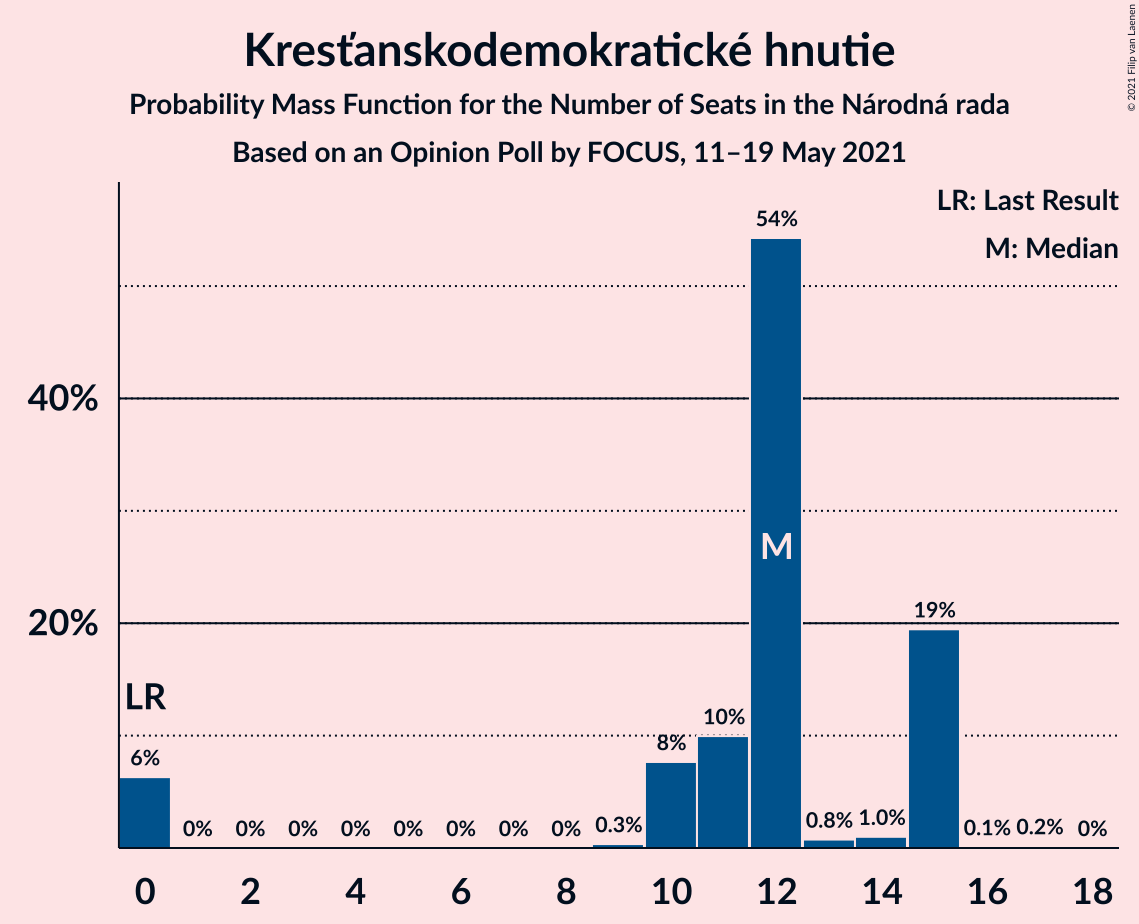 Kresťanskodemokratické hnutie
Probability Mass Function for the Number of Seats in the Národná rada
Based on an Opinion Poll by FOCUS, 11–19 May 2021
© 2021 Filip van Laenen
LR: Last Result
M: Median
54%
40%
M
20%
19%
LR
10%
8%
6%
0% 0% 0% 0% 0% 0% 0% 0% 0.3% 0.8% 1.0% 0.1% 0.2% 0%
0 2 4 6 8 10 12 14 16 18